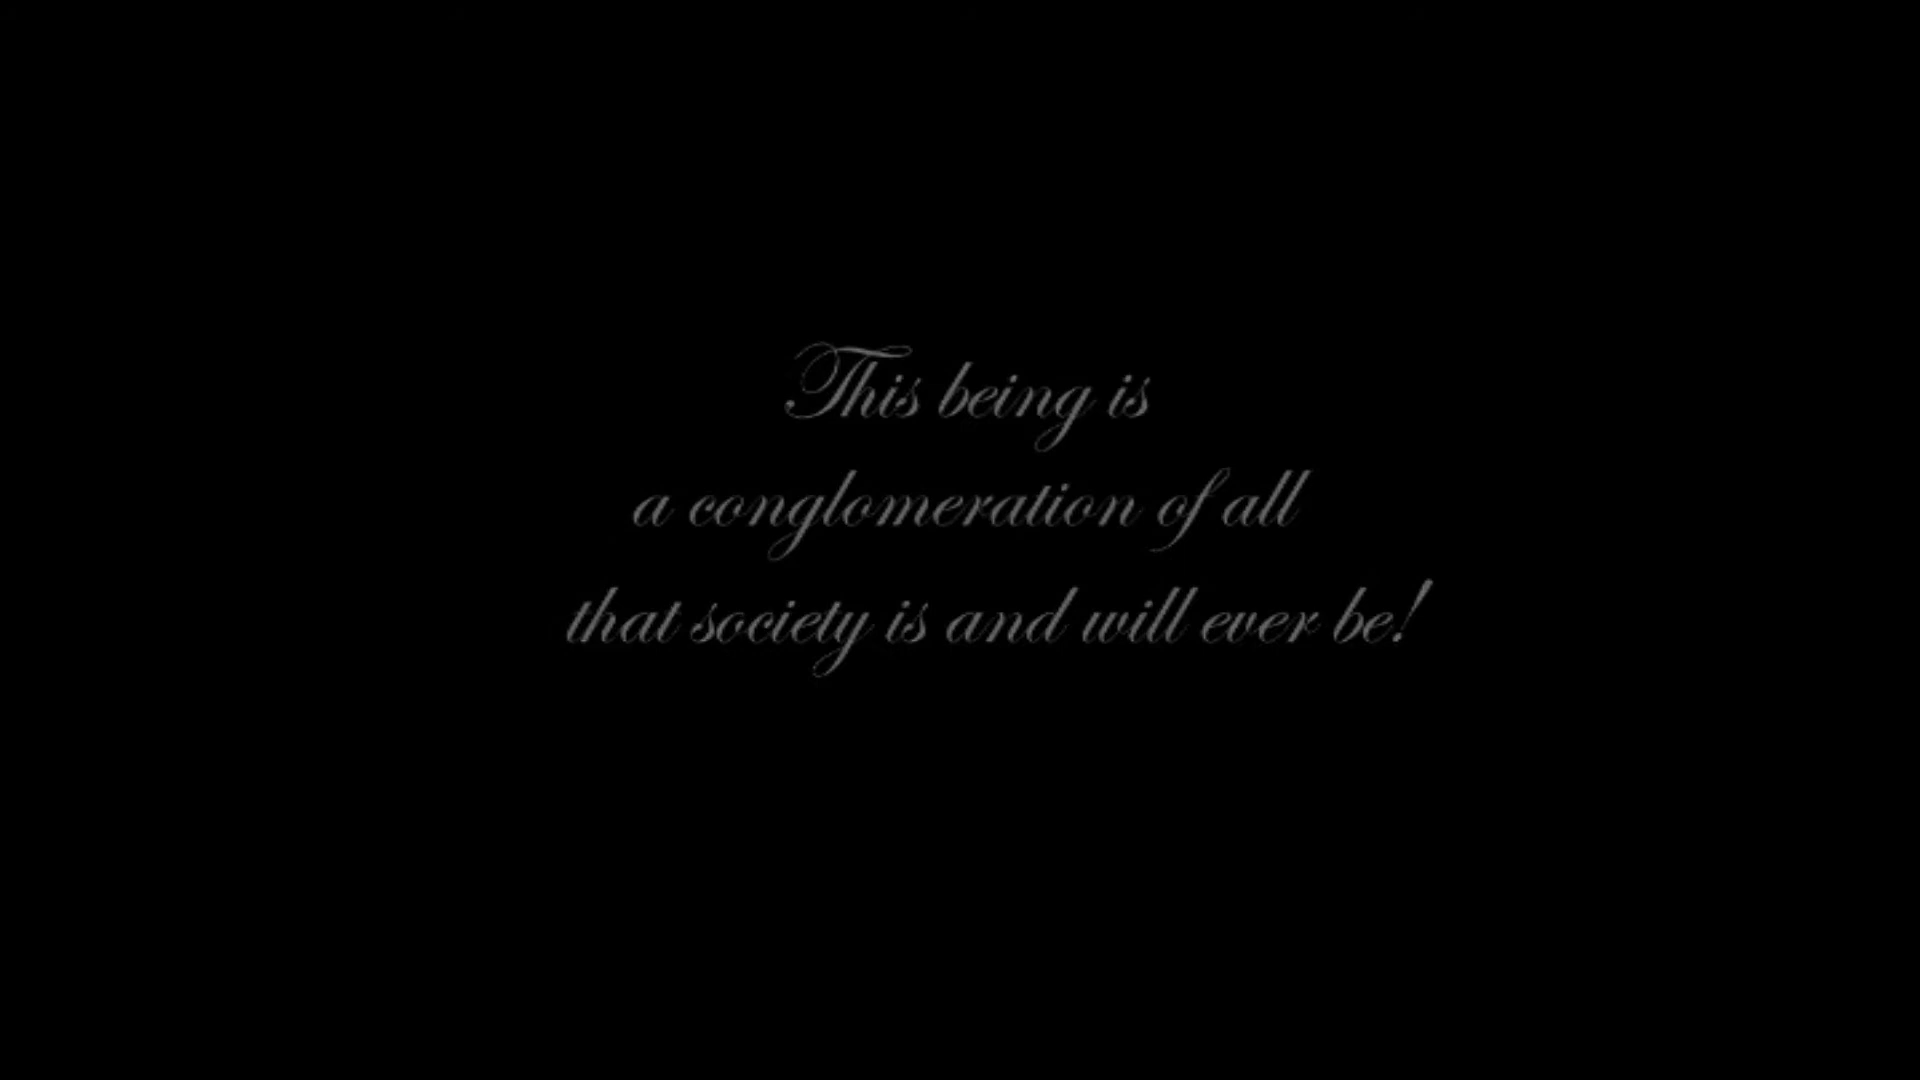 This being is
a conglomeration of all
that society is and will ever be!